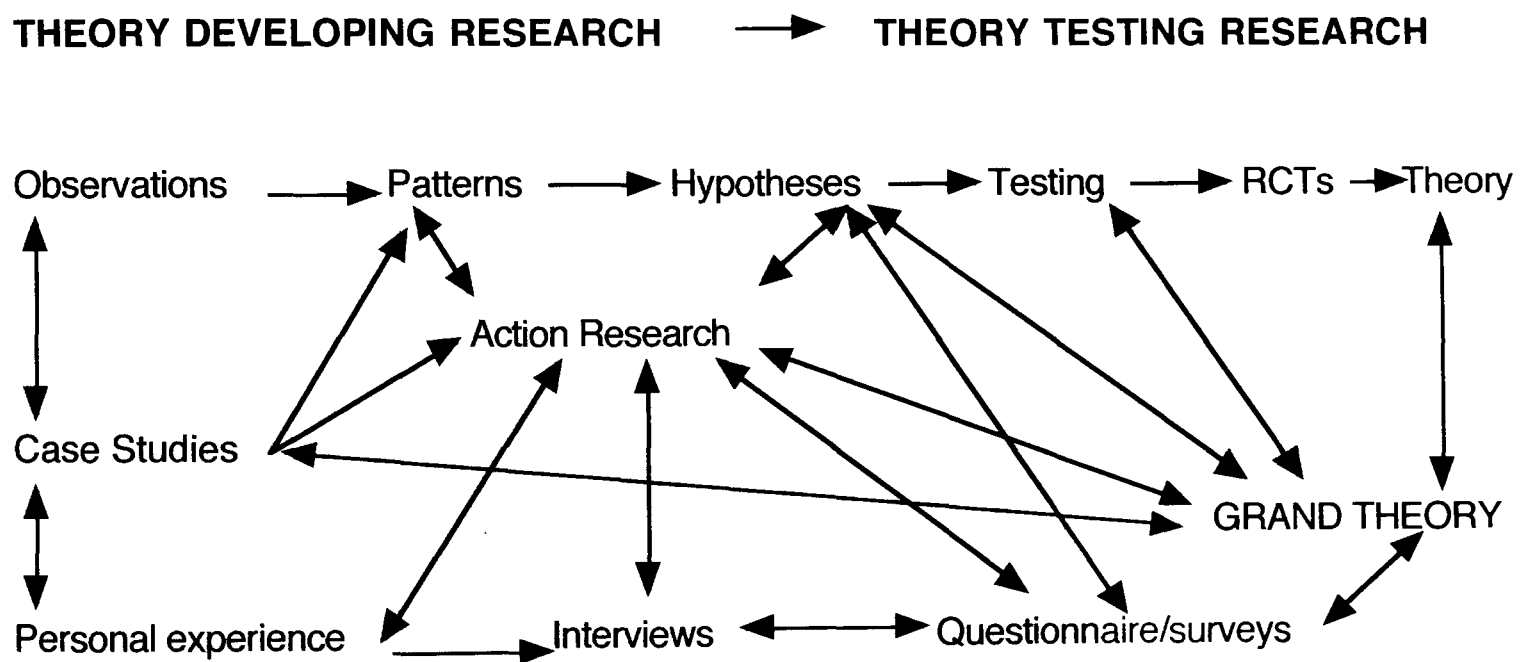 THEORY DEVELOPING RESEARCH THEORY TESTING RESEARCH
Observations Patterns Hypotheses Testing RCTs Theory
Action Research
Case Studies
GRAND THEORY
Personal experience Interviews Questionnaire/surveys